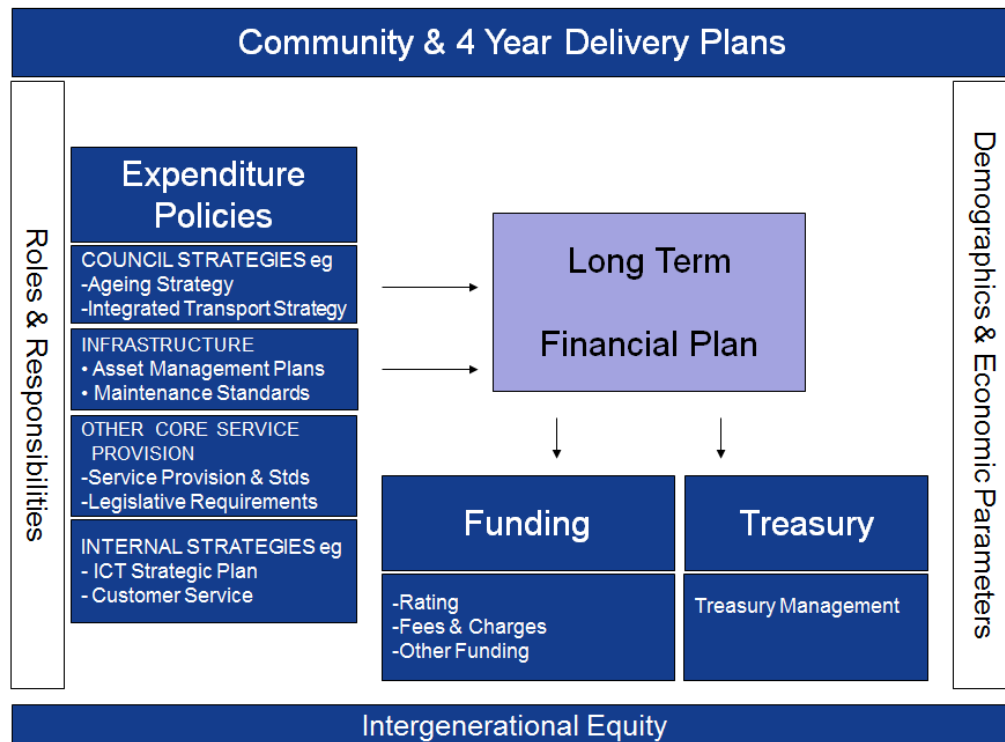 Community & 4 Year Delivery Plans
Roles & Responsibilities
Expenditure
Policies
COUNCIL STRATEGIES eg
-Ageing Strategy
-Integrated Transport Strategy
INFRASTRUCTURE
• Asset Management Plans
• Maintenance Standards
OTHER CORE SERVICE
PROVISION
-Service Provision & Stds
-Legislative Requirements
INTERNAL STRATEGIES eg
- ICT Strategic Plan
- Customer Service
Long Term
Financial Plan
Funding
-Rating
-Fees & Charges
-Other Funding
Treasury
Treasury Management
Demographics & Economic Parameters
Intergenerational Equity